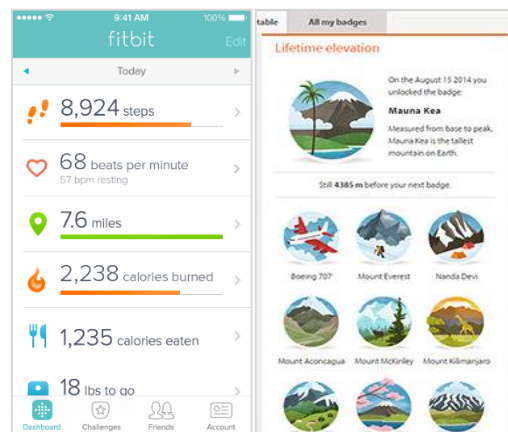 9:41 AM
100%
fitbit
Edit
Today
8,924 steps
68 beats per minute
57 bpm resting
7.6 miles
2,238 calories burned
1,235 calories eaten
18 lbs to go
Dashboard
Challenges
Friends
Account
table
All my badges
Lifetime elevation
On the August 15 2014 you
unlocked the badge:
Mauna Kea
Measured from base to peak,
Mauna Kea is the tallest
mountain on Earth.
Still 4385 m before your next badge.
Boeing 707
Mount Everest
Nanda Devi
Mount Aconcagua
Mount McKinley
Mount Kilimanjaro